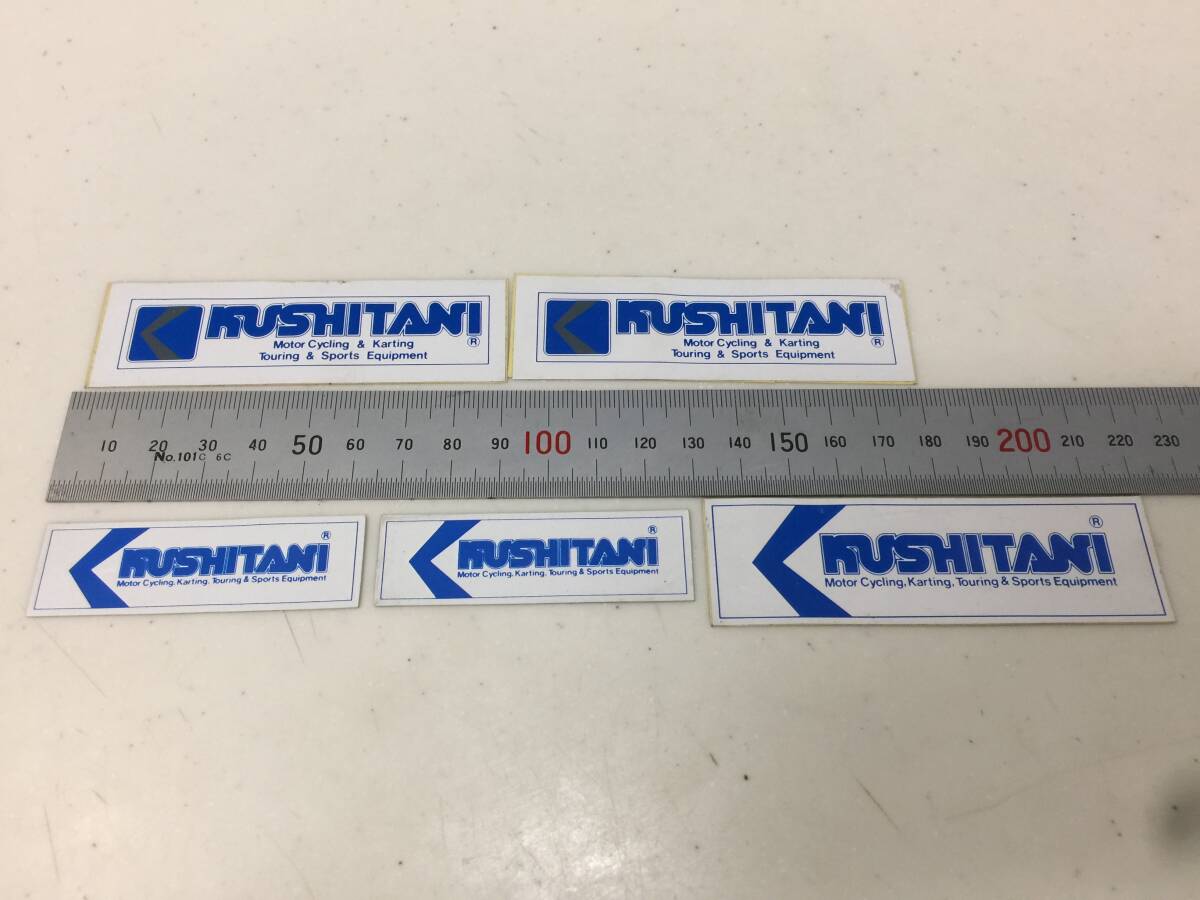 KUSHITANI
Motor Cycling & Karting
Touring & Sports Equipment
®
KUSHITANI
Motor Cycling & Karting
Touring & Sports Equipment
®
10 20 30 40 50 60 70 80 90 100 110 120 130 140 150 160 170 180 190 200 210 220 230
No.101C 6C
KUSHITANI ®
Motor Cycling, Karting, Touring & Sports Equipment
KUSHITANI ®
Motor Cycling, Karting, Touring & Sports Equipment
KUSHITANI ®
Motor Cycling, Karting, Touring & Sports Equipment